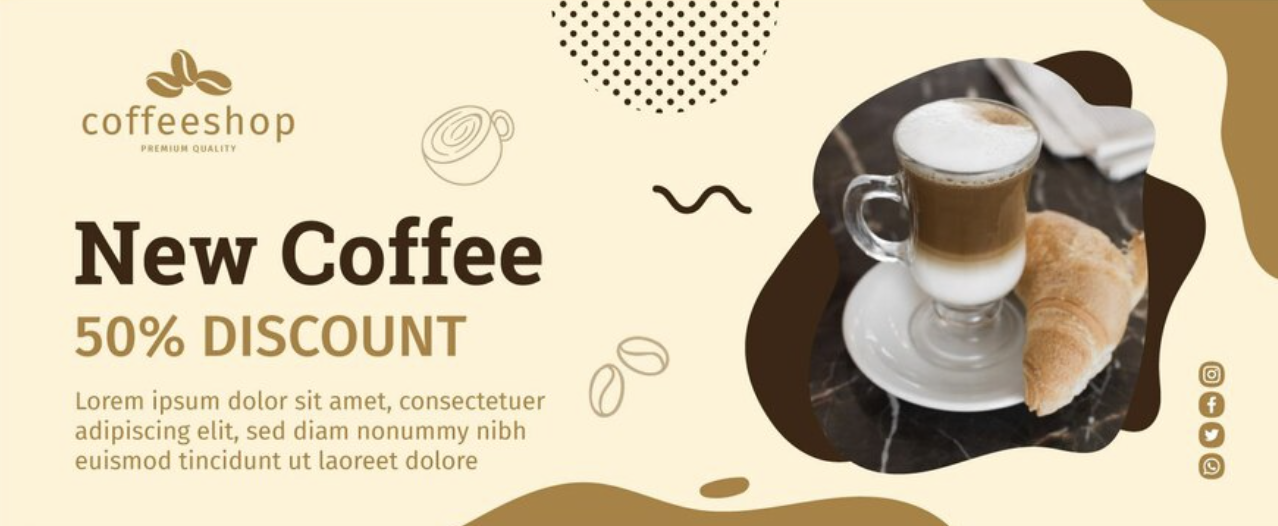 coffeeshop
PREMIUM QUALITY
New Coffee
50% DISCOUNT
Lorem ipsum dolor sit amet, consectetuer
adipiscing elit, sed diam nonummy nibh
euismod tincidunt ut laoreet dolore